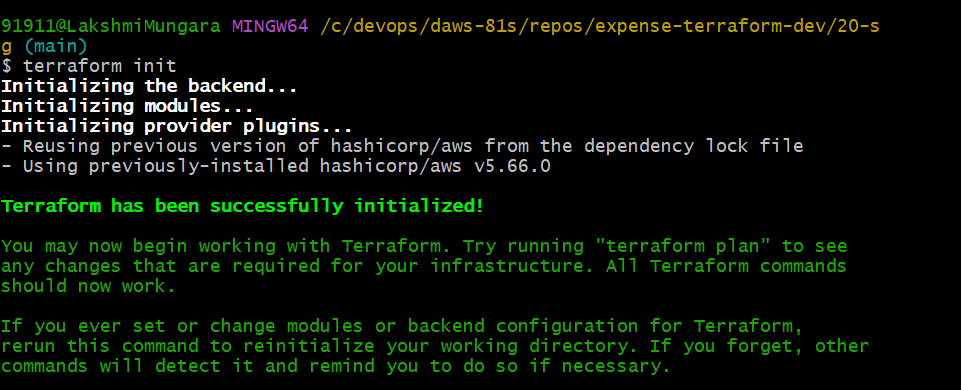 91911@LakshmiMungara MINGW64 /c/devops/daws-81s/repos/expense-terraform-dev/20-s
g (main)
$ terraform init
Initializing the backend...
Initializing modules...
Initializing provider plugins...
- Reusing previous version of hashicorp/aws from the dependency lock file
- Using previously-installed hashicorp/aws v5.66.0
Terraform has been successfully initialized!
You may now begin working with Terraform. Try running "terraform plan" to see
any changes that are required for your infrastructure. All Terraform commands
should now work.
If you ever set or change modules or backend configuration for Terraform,
rerun this command to reinitialize your working directory. If you forget, other
commands will detect it and remind you to do so if necessary.